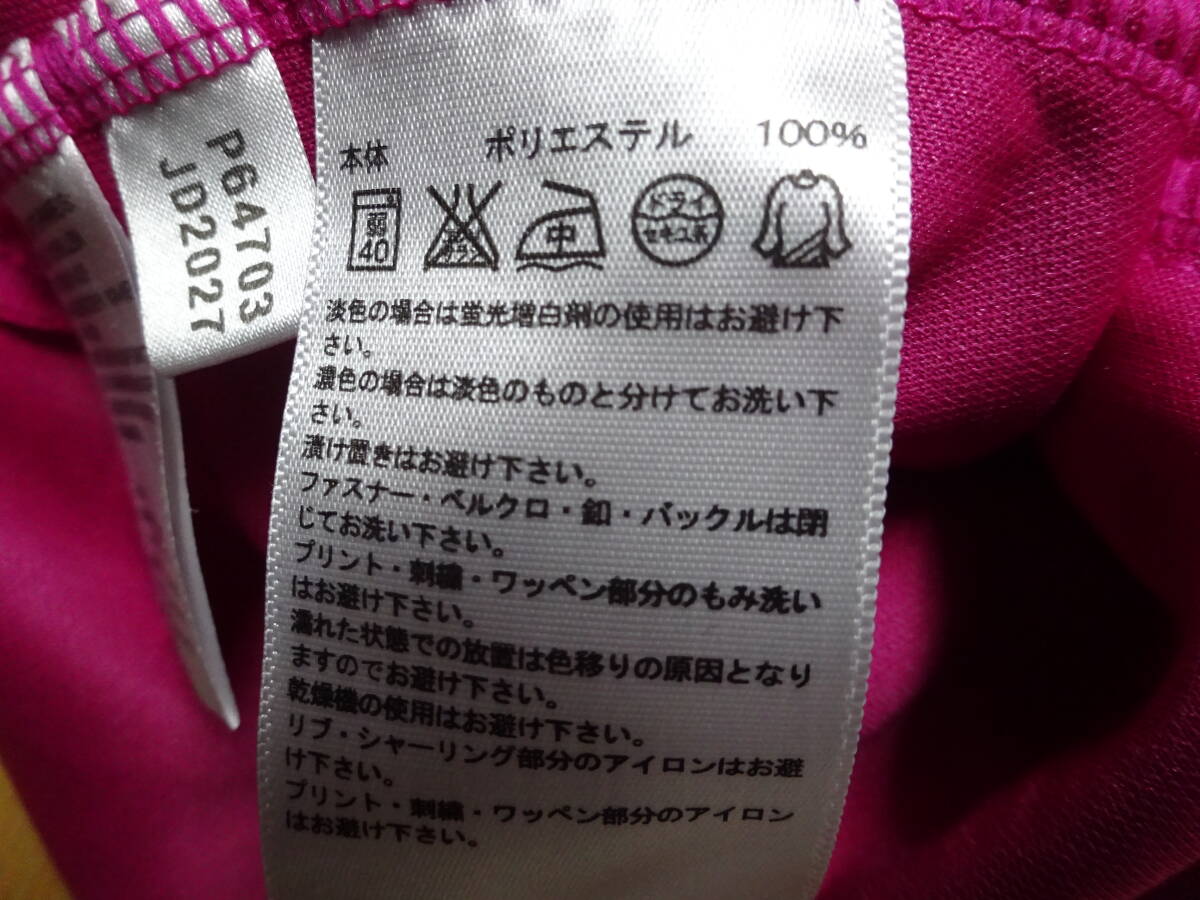 P64703
JD2027
本体 ポリエステル 100%
弱
40
中
ドライ
セキユ系
淡色の場合は蛍光増白剤の使用はお避け下
さい。
濃色の場合は淡色のものと分けてお洗い下
さい。
漬け置きはお避け下さい。
ファスナー・ベルクロ・釦・バックルは閉
じてお洗い下さい。
プリント・刺繍・ワッペン部分のもみ洗い
はお避け下さい。
濡れた状態での放置は色移りの原因となり
ますのでお避け下さい。
乾燥機の使用はお避け下さい。
リブ・シャーリング部分のアイロンはお避
け下さい。
プリント・刺繍・ワッペン部分のアイロン
はお避け下さい。